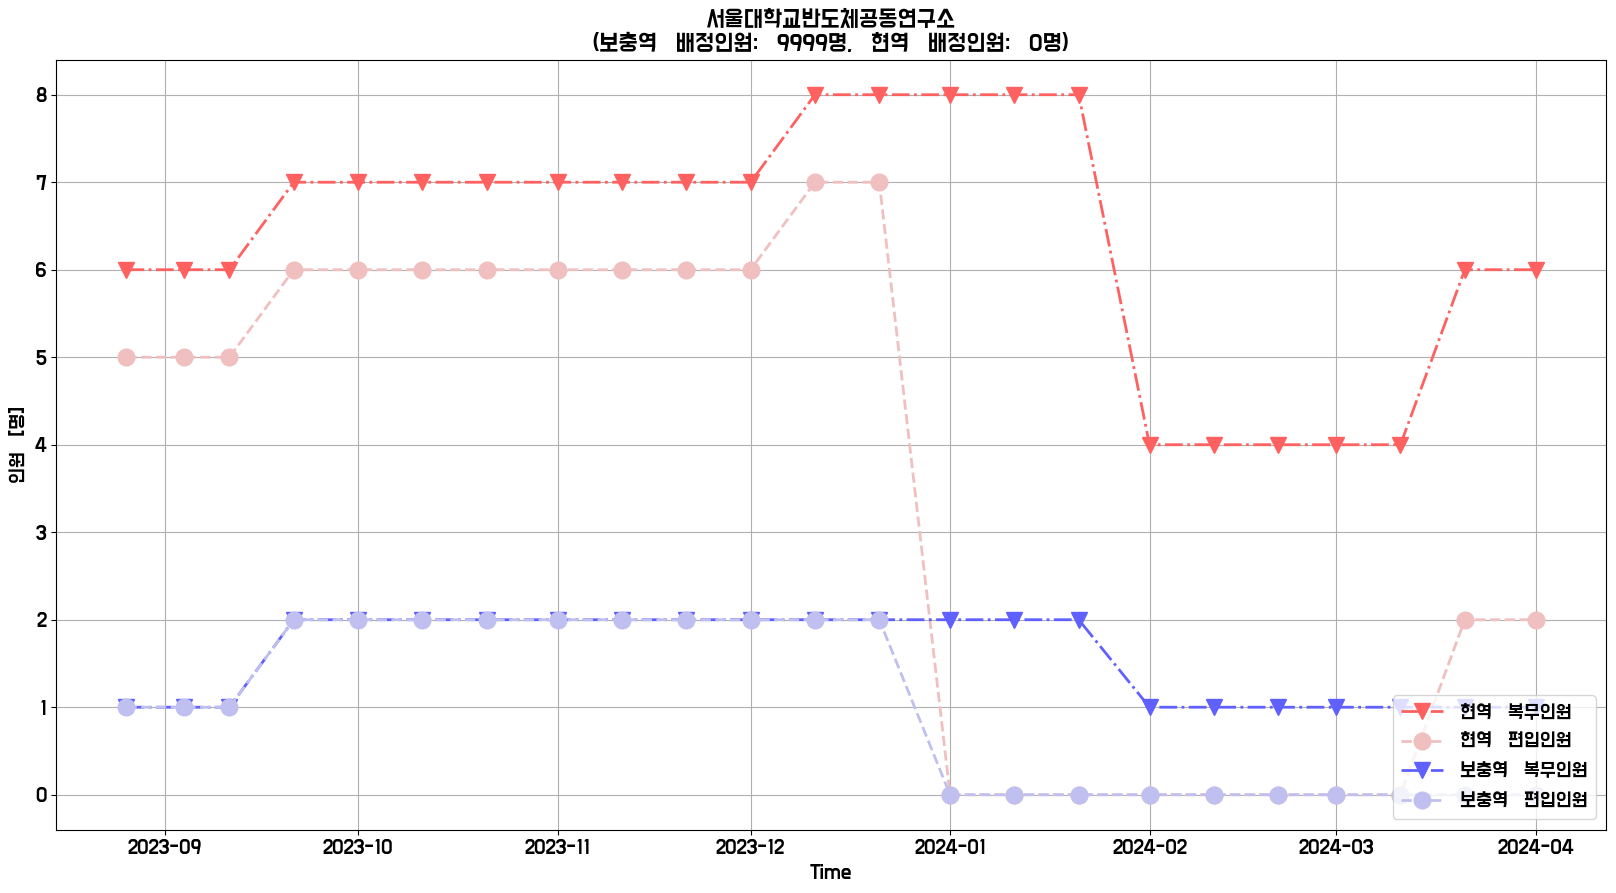 서울대학교반도체공동연구소
(보충역 배정인원: 9999명, 현역 배정인원: 0명)
8
7
6
5
4
3
2
1
0
인원 [명]
2023-09 2023-10 2023-11 2023-12 2024-01 2024-02 2024-03 2024-04
Time
현역 복무인원
현역 편입인원
보충역 복무인원
보충역 편입인원